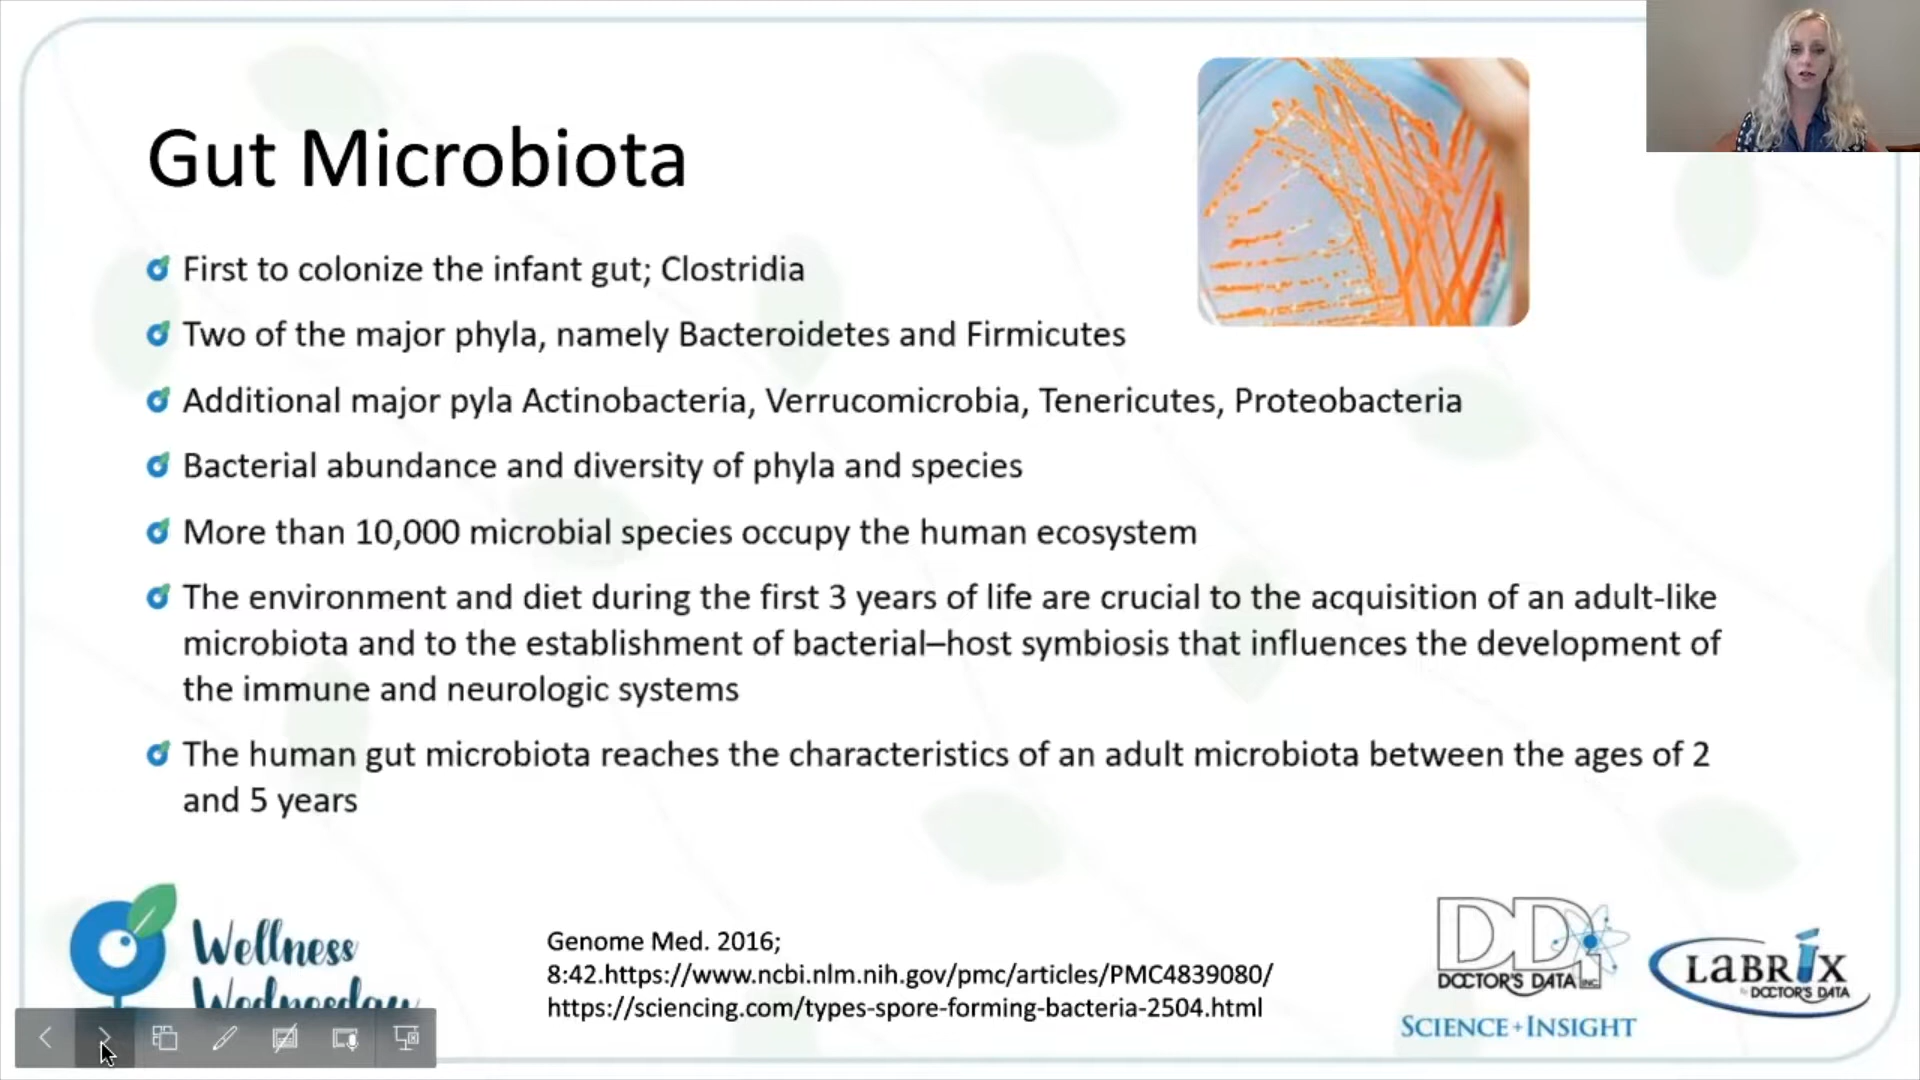 Gut Microbiota
First to colonize the infant gut; Clostridia
Two of the major phyla, namely Bacteroidetes and Firmicutes
Additional major pyla Actinobacteria, Verrucomicrobia, Tenericutes, Proteobacteria
Bacterial abundance and diversity of phyla and species
More than 10,000 microbial species occupy the human ecosystem
The environment and diet during the first 3 years of life are crucial to the acquisition of an adult-like
microbiota and to the establishment of bacterial–host symbiosis that influences the development of
the immune and neurologic systems
The human gut microbiota reaches the characteristics of an adult microbiota between the ages of 2
and 5 years
Wellness
Wednesday
Genome Med. 2016;
8:42.https://www.ncbi.nlm.nih.gov/pmc/articles/PMC4839080/
https://sciencing.com/types-spore-forming-bacteria-2504.html
DDI
DOCTOR'S DATA INC.
SCIENCE + INSIGHT
LABRIX
by DOCTOR'S DATA